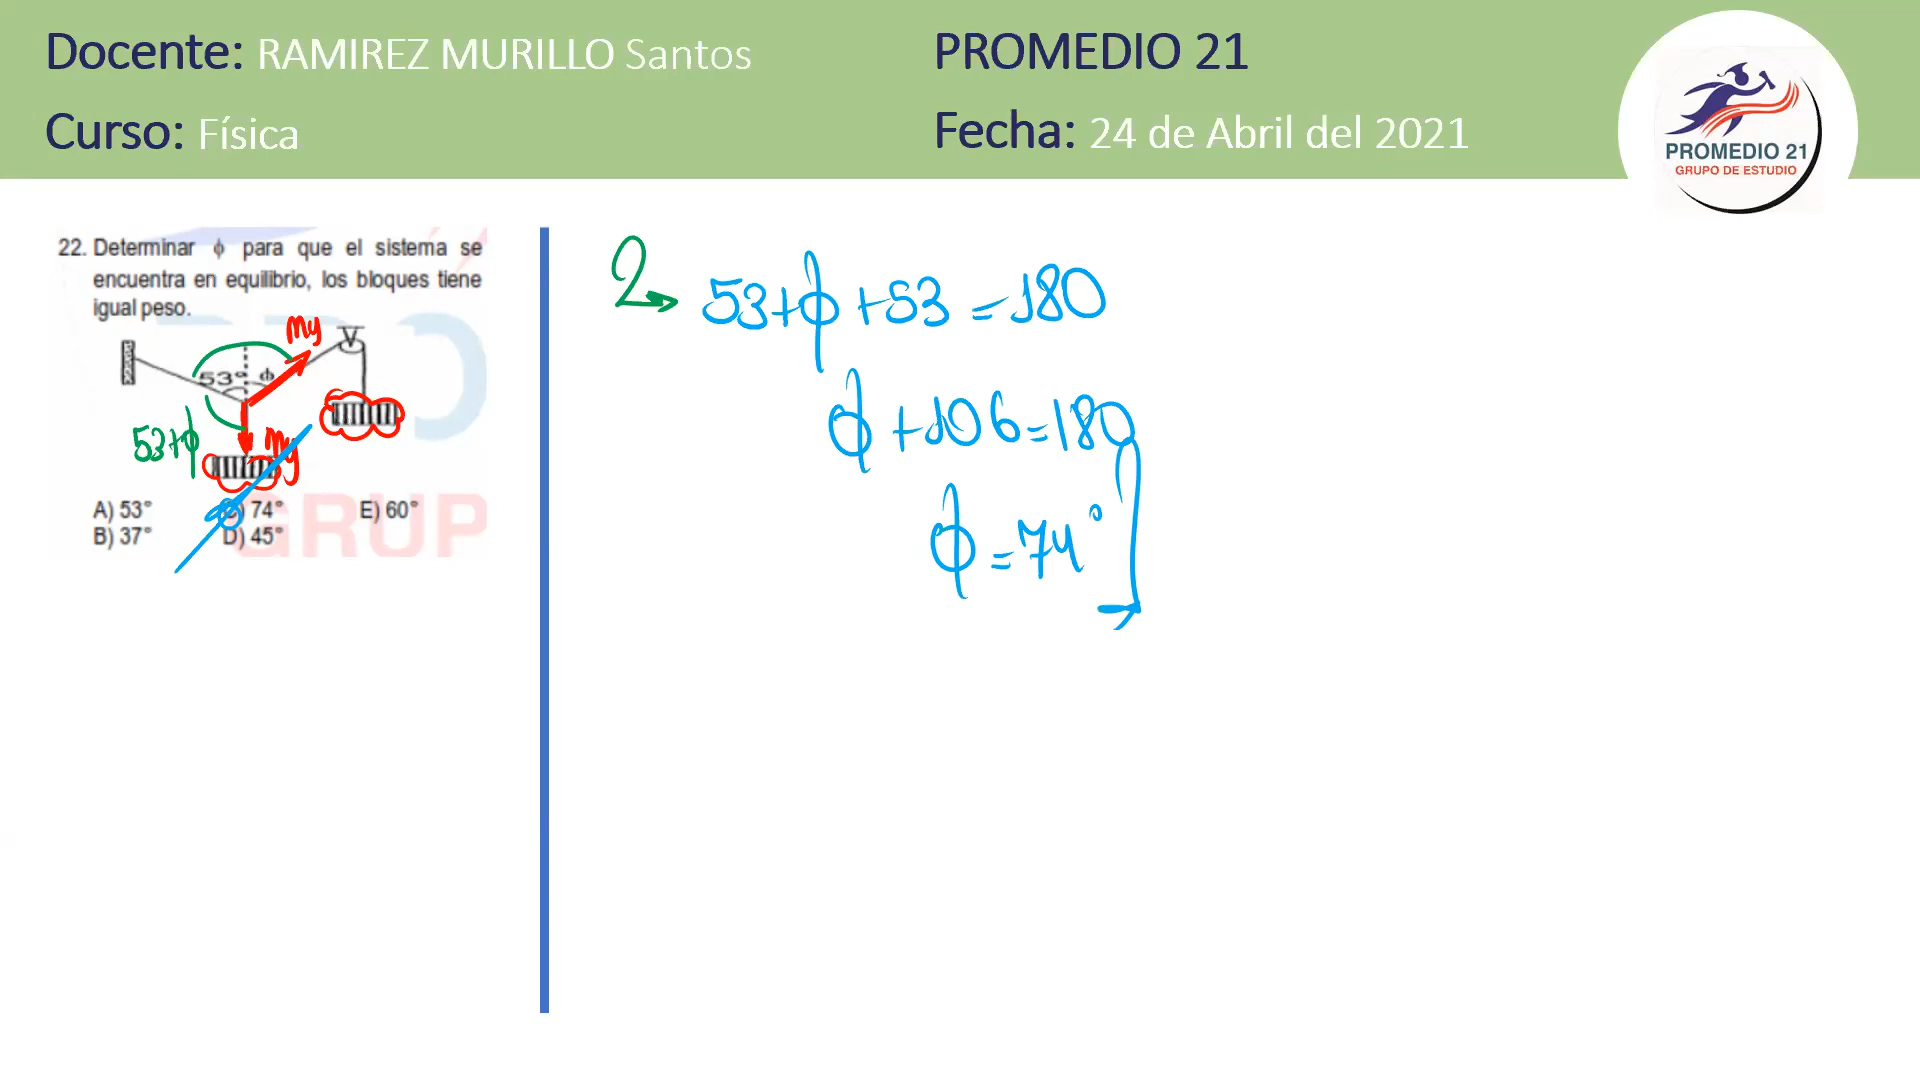 Docente: RAMIREZ MURILLO Santos
PROMEDIO 21
Curso: Física
Fecha: 24 de Abril del 2021
PROMEDIO 21
GRUPO DE ESTUDIO
22. Determinar ϕ para que el sistema se
encuentra en equilibrio, los bloques tiene
igual peso.
mg
53° ϕ
53+ϕ
mg
A) 53° C) 74° E) 60°
B) 37° D) 45°
GRUP
2 → 53+ϕ+53=180
ϕ+106=180
ϕ=74°